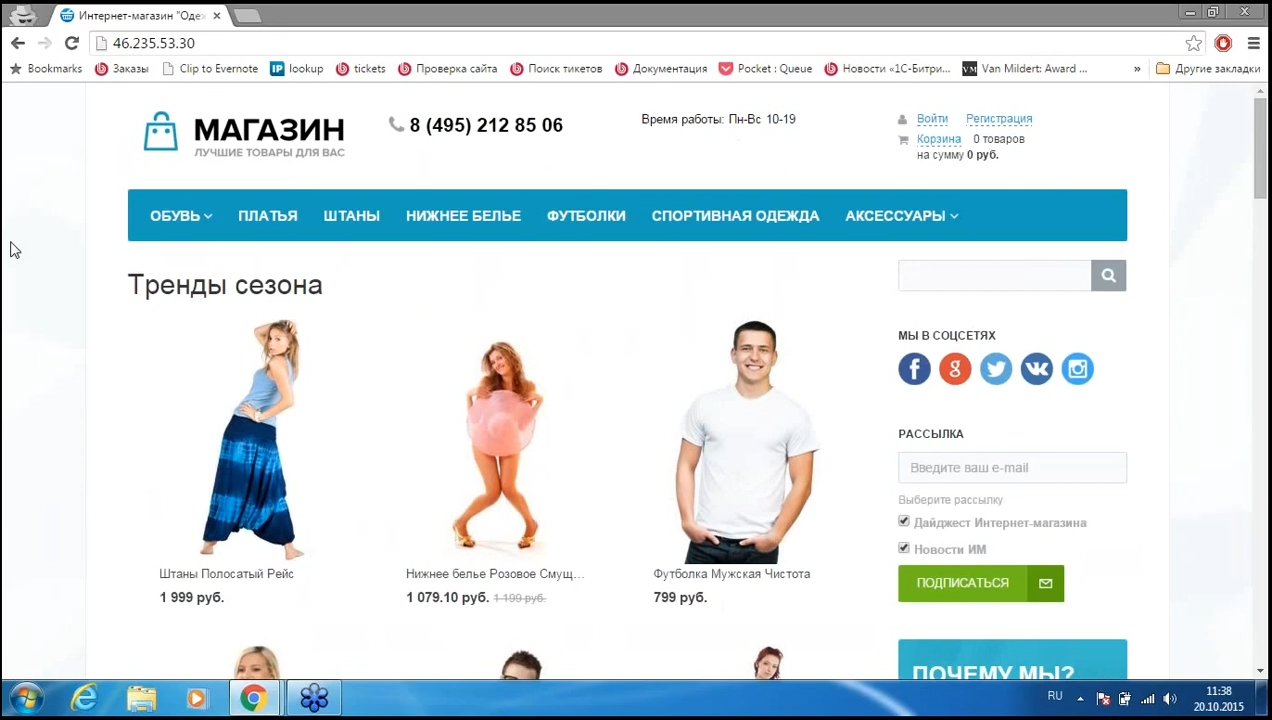 Интернет-магазин "Оде
46.235.53.30
Bookmarks Заказы Clip to Evernote lookup tickets Проверка сайта Поиск тикетов Документация Pocket : Queue Новости «1С-Битри... Van Mildert: Award ... » Другие закладки
МАГАЗИН
ЛУЧШИЕ ТОВАРЫ ДЛЯ ВАС
8 (495) 212 85 06
Время работы: Пн-Вс 10-19
Войти Регистрация
Корзина 0 товаров
на сумму 0 руб.
ОБУВЬ ПЛАТЬЯ ШТАНЫ НИЖНЕЕ БЕЛЬЕ ФУТБОЛКИ СПОРТИВНАЯ ОДЕЖДА АКСЕССУАРЫ
Тренды сезона
МЫ В СОЦСЕТЯХ
РАССЫЛКА
Введите ваш e-mail
Выберите рассылку
Дайджест Интернет-магазина
Новости ИМ
ПОДПИСАТЬСЯ
Штаны Полосатый Рейс
1 999 руб.
Нижнее белье Розовое Смущ...
1 079.10 руб. 1 199 руб.
Футболка Мужская Чистота
799 руб.
ПОЧЕМУ МЫ?
RU
11:38
20.10.2015